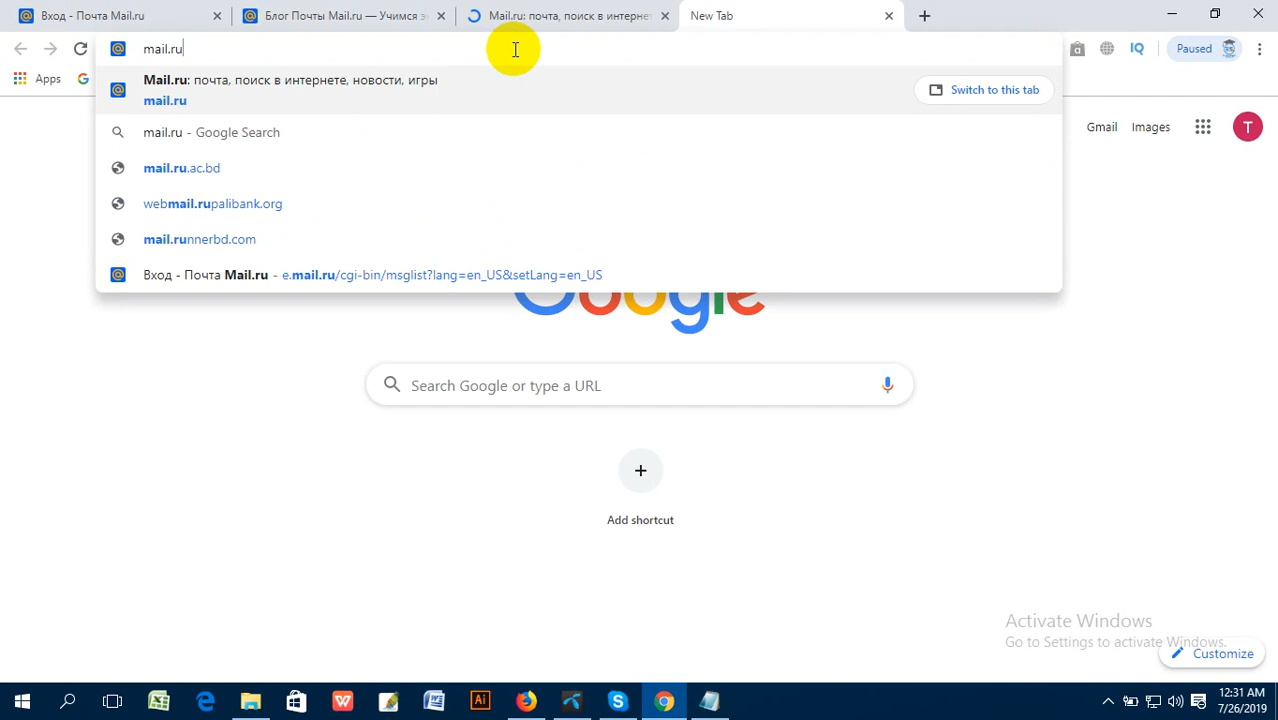 Вход - Почта Mail.ru
Блог Почты Mail.ru — Учимся э
Mail.ru: почта, поиск в интернет
New Tab
mail.ru
Paused
Apps
Mail.ru: почта, поиск в интернете, новости, игры
mail.ru
Switch to this tab
mail.ru - Google Search
mail.ru.ac.bd
webmail.rupalibank.org
mail.runnerbd.com
Вход - Почта Mail.ru - e.mail.ru/cgi-bin/msglist?lang=en_US&setLang=en_US
Gmail
Images
T
Google
Search Google or type a URL
Add shortcut
Activate Windows
Go to Settings to activate Windows.
Customize
12:31 AM
7/26/2019